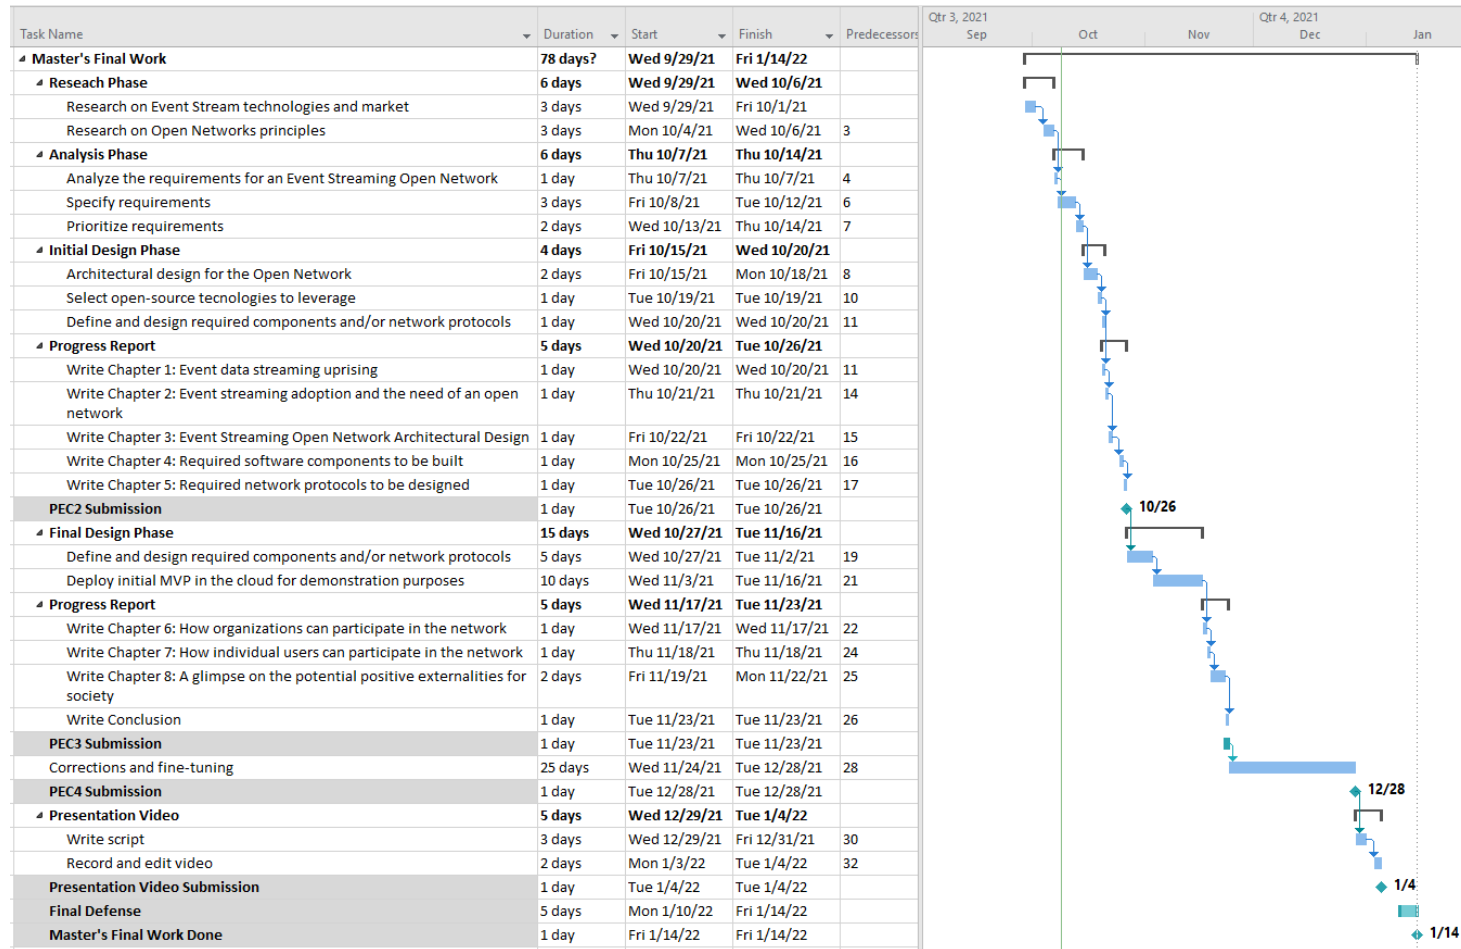 Qtr 3, 2021 Qtr 4, 2021
Task Name Duration Start Finish Predecessors Sep Oct Nov Dec Jan
Master's Final Work 78 days? Wed 9/29/21 Fri 1/14/22
Reseach Phase 6 days Wed 9/29/21 Wed 10/6/21
Research on Event Stream technologies and market 3 days Wed 9/29/21 Fri 10/1/21
Research on Open Networks principles 3 days Mon 10/4/21 Wed 10/6/21 3
Analysis Phase 6 days Thu 10/7/21 Thu 10/14/21
Analyze the requirements for an Event Streaming Open Network 1 day Thu 10/7/21 Thu 10/7/21 4
Specify requirements 3 days Fri 10/8/21 Tue 10/12/21 6
Prioritize requirements 2 days Wed 10/13/21 Thu 10/14/21 7
Initial Design Phase 4 days Fri 10/15/21 Wed 10/20/21
Architectural design for the Open Network 2 days Fri 10/15/21 Mon 10/18/21 8
Select open-source tecnologies to leverage 1 day Tue 10/19/21 Tue 10/19/21 10
Define and design required components and/or network protocols 1 day Wed 10/20/21 Wed 10/20/21 11
Progress Report 5 days Wed 10/20/21 Tue 10/26/21
Write Chapter 1: Event data streaming uprising 1 day Wed 10/20/21 Wed 10/20/21 11
Write Chapter 2: Event streaming adoption and the need of an open 1 day Thu 10/21/21 Thu 10/21/21 14
network
Write Chapter 3: Event Streaming Open Network Architectural Design 1 day Fri 10/22/21 Fri 10/22/21 15
Write Chapter 4: Required software components to be built 1 day Mon 10/25/21 Mon 10/25/21 16
Write Chapter 5: Required network protocols to be designed 1 day Tue 10/26/21 Tue 10/26/21 17
PEC2 Submission 1 day Tue 10/26/21 Tue 10/26/21 10/26
Final Design Phase 15 days Wed 10/27/21 Tue 11/16/21
Define and design required components and/or network protocols 5 days Wed 10/27/21 Tue 11/2/21 19
Deploy initial MVP in the cloud for demonstration purposes 10 days Wed 11/3/21 Tue 11/16/21 21
Progress Report 5 days Wed 11/17/21 Tue 11/23/21
Write Chapter 6: How organizations can participate in the network 1 day Wed 11/17/21 Wed 11/17/21 22
Write Chapter 7: How individual users can participate in the network 1 day Thu 11/18/21 Thu 11/18/21 24
Write Chapter 8: A glimpse on the potential positive externalities for 2 days Fri 11/19/21 Mon 11/22/21 25
society
Write Conclusion 1 day Tue 11/23/21 Tue 11/23/21 26
PEC3 Submission 1 day Tue 11/23/21 Tue 11/23/21
Corrections and fine-tuning 25 days Wed 11/24/21 Tue 12/28/21 28
PEC4 Submission 1 day Tue 12/28/21 Tue 12/28/21 12/28
Presentation Video 5 days Wed 12/29/21 Tue 1/4/22
Write script 3 days Wed 12/29/21 Fri 12/31/21 30
Record and edit video 2 days Mon 1/3/22 Tue 1/4/22 32
Presentation Video Submission 1 day Tue 1/4/22 Tue 1/4/22 1/4
Final Defense 5 days Mon 1/10/22 Fri 1/14/22
Master's Final Work Done 1 day Fri 1/14/22 Fri 1/14/22 1/14